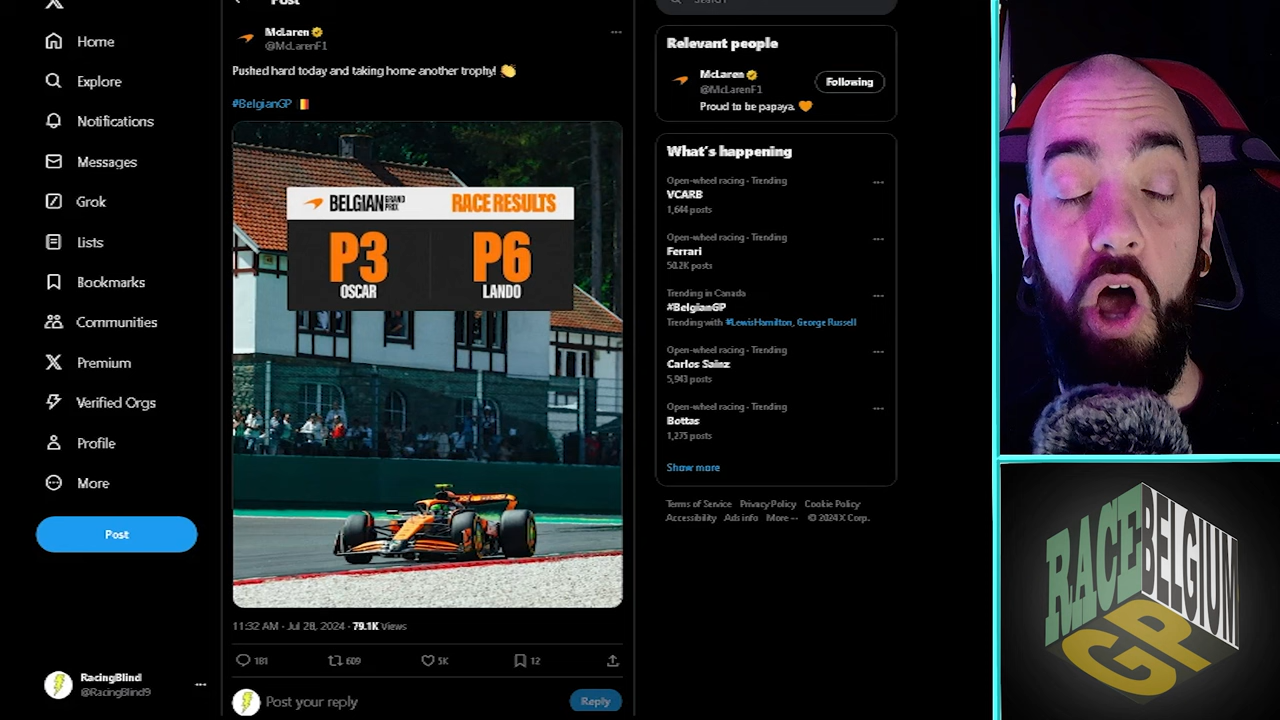 Post
Home
Explore
Notifications
Messages
Grok
Lists
Bookmarks
Communities
Premium
Verified Orgs
Profile
More
Post
RacingBlind
@RacingBlind9
McLaren
@McLarenF1
Pushed hard today and taking home another trophy! 👏
#BelgianGP 🇧🇪
BELGIAN GRAND PRIX RACE RESULTS
P3 P6
OSCAR LANDO
11:32 AM · Jul 28, 2024 · 79.1K Views
181 609 5K 12
Post your reply Reply
Search
Relevant people
McLaren
@McLarenF1
Following
Proud to be papaya. 🧡
What's happening
Open-wheel racing · Trending
VCARB
1,644 posts
Open-wheel racing · Trending
Ferrari
50.2K posts
Trending in Canada
#BelgianGP
Trending with #LewisHamilton, George Russell
Open-wheel racing · Trending
Carlos Sainz
5,943 posts
Open-wheel racing · Trending
Bottas
1,275 posts
Show more
Terms of Service Privacy Policy Cookie Policy
Accessibility Ads info More ··· © 2024 X Corp.
RACE BELGIUM
GP